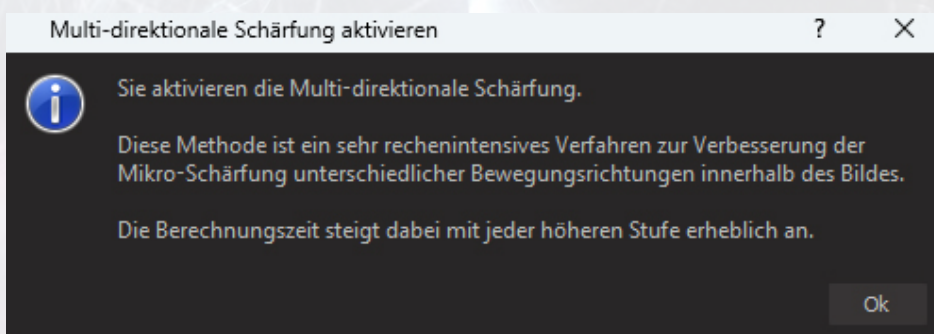 Multi-direktionale Schärfung aktivieren ? ×
Sie aktivieren die Multi-direktionale Schärfung.
Diese Methode ist ein sehr rechenintensives Verfahren zur Verbesserung der
Mikro-Schärfung unterschiedlicher Bewegungsrichtungen innerhalb des Bildes.
Die Berechnungszeit steigt dabei mit jeder höheren Stufe erheblich an.
Ok